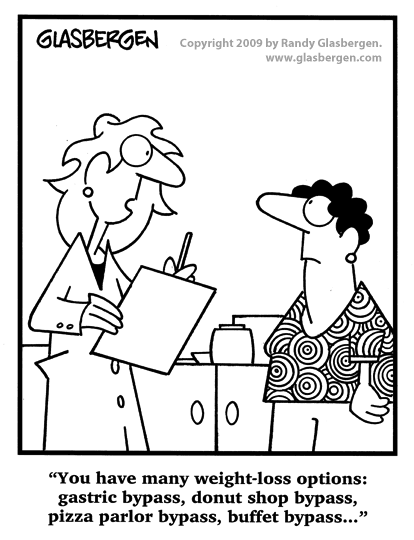 GLASBERGEN
Copyright 2009 by Randy Glasbergen.
www.glasbergen.com
“You have many weight-loss options:
gastric bypass, donut shop bypass,
pizza parlor bypass, buffet bypass...”